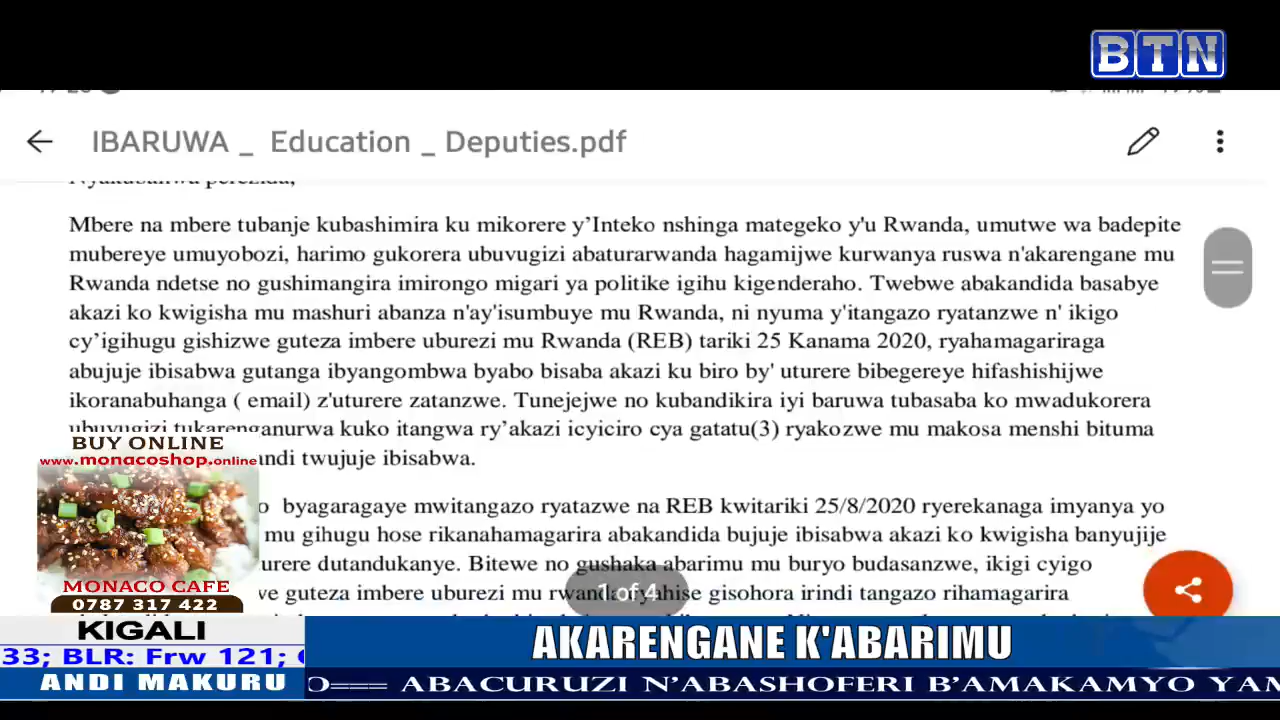 BTN
IBARUWA _ Education _ Deputies.pdf
Nyakubahwa perezida,
Mbere na mbere tubanje kubashimira ku mikorere y’Inteko nshinga mategeko y'u Rwanda, umutwe wa badepite
mubereye umuyobozi, harimo gukorera ubuvugizi abaturarwanda hagamijwe kurwanya ruswa n'akarengane mu
Rwanda ndetse no gushimangira imirongo migari ya politike igihu kigenderaho. Twebwe abakandida basabye
akazi ko kwigisha mu mashuri abanza n'ay'isumbuye mu Rwanda, ni nyuma y'itangazo ryatanzwe n' ikigo
cy’igihugu gishizwe guteza imbere uburezi mu Rwanda (REB) tariki 25 Kanama 2020, ryahamagariraga
abujuje ibisabwa gutanga ibyangombwa byabo bisaba akazi ku biro by' uturere bibegereye hifashishijwe
ikoranabuhanga ( email) z'uturere zatanzwe. Tunejejwe no kubandikira iyi baruwa tubasaba ko mwadukorera
ubuvugizi tukarenganurwa kuko itangwa ry’akazi icyiciro cya gatatu(3) ryakozwe mu makosa menshi bituma
andi twujuje ibisabwa.
o byagaragaye mwitangazo ryatazwe na REB kwitariki 25/8/2020 ryerekanaga imyanya yo
mu gihugu hose rikanahamagarira abakandida bujuje ibisabwa akazi ko kwigisha banyujije
urere dutandukanye. Bitewe no gushaka abarimu mu buryo budasanzwe, ikigi cyigo
ve guteza imbere uburezi mu rwanda ryahise gisohora irindi tangazo rihamagarira
1 of 4
BUY ONLINE
www.monacoshop.online
MONACO CAFE
0787 317 422
KIGALI
AKARENGANE K'ABARIMU
33; BLR: Frw 121;
ANDI MAKURU
O=== ABACURUZI N’ABASHOFERI B’AMAKAMYO YAM